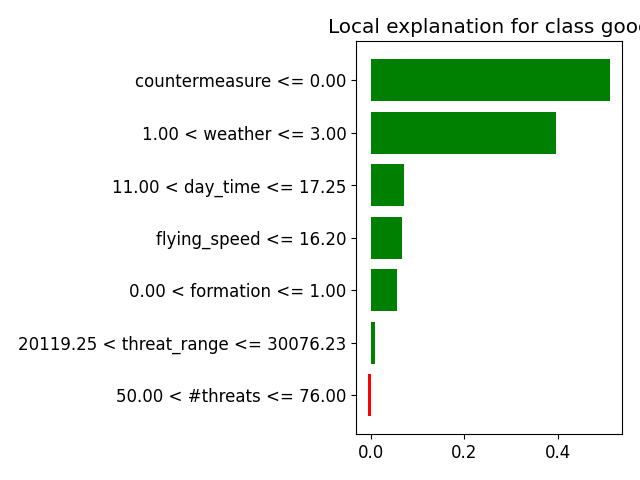 Local explanation for class goo
countermeasure <= 0.00
1.00 < weather <= 3.00
11.00 < day_time <= 17.25
flying_speed <= 16.20
0.00 < formation <= 1.00
20119.25 < threat_range <= 30076.23
50.00 < #threats <= 76.00
0.0 0.2 0.4